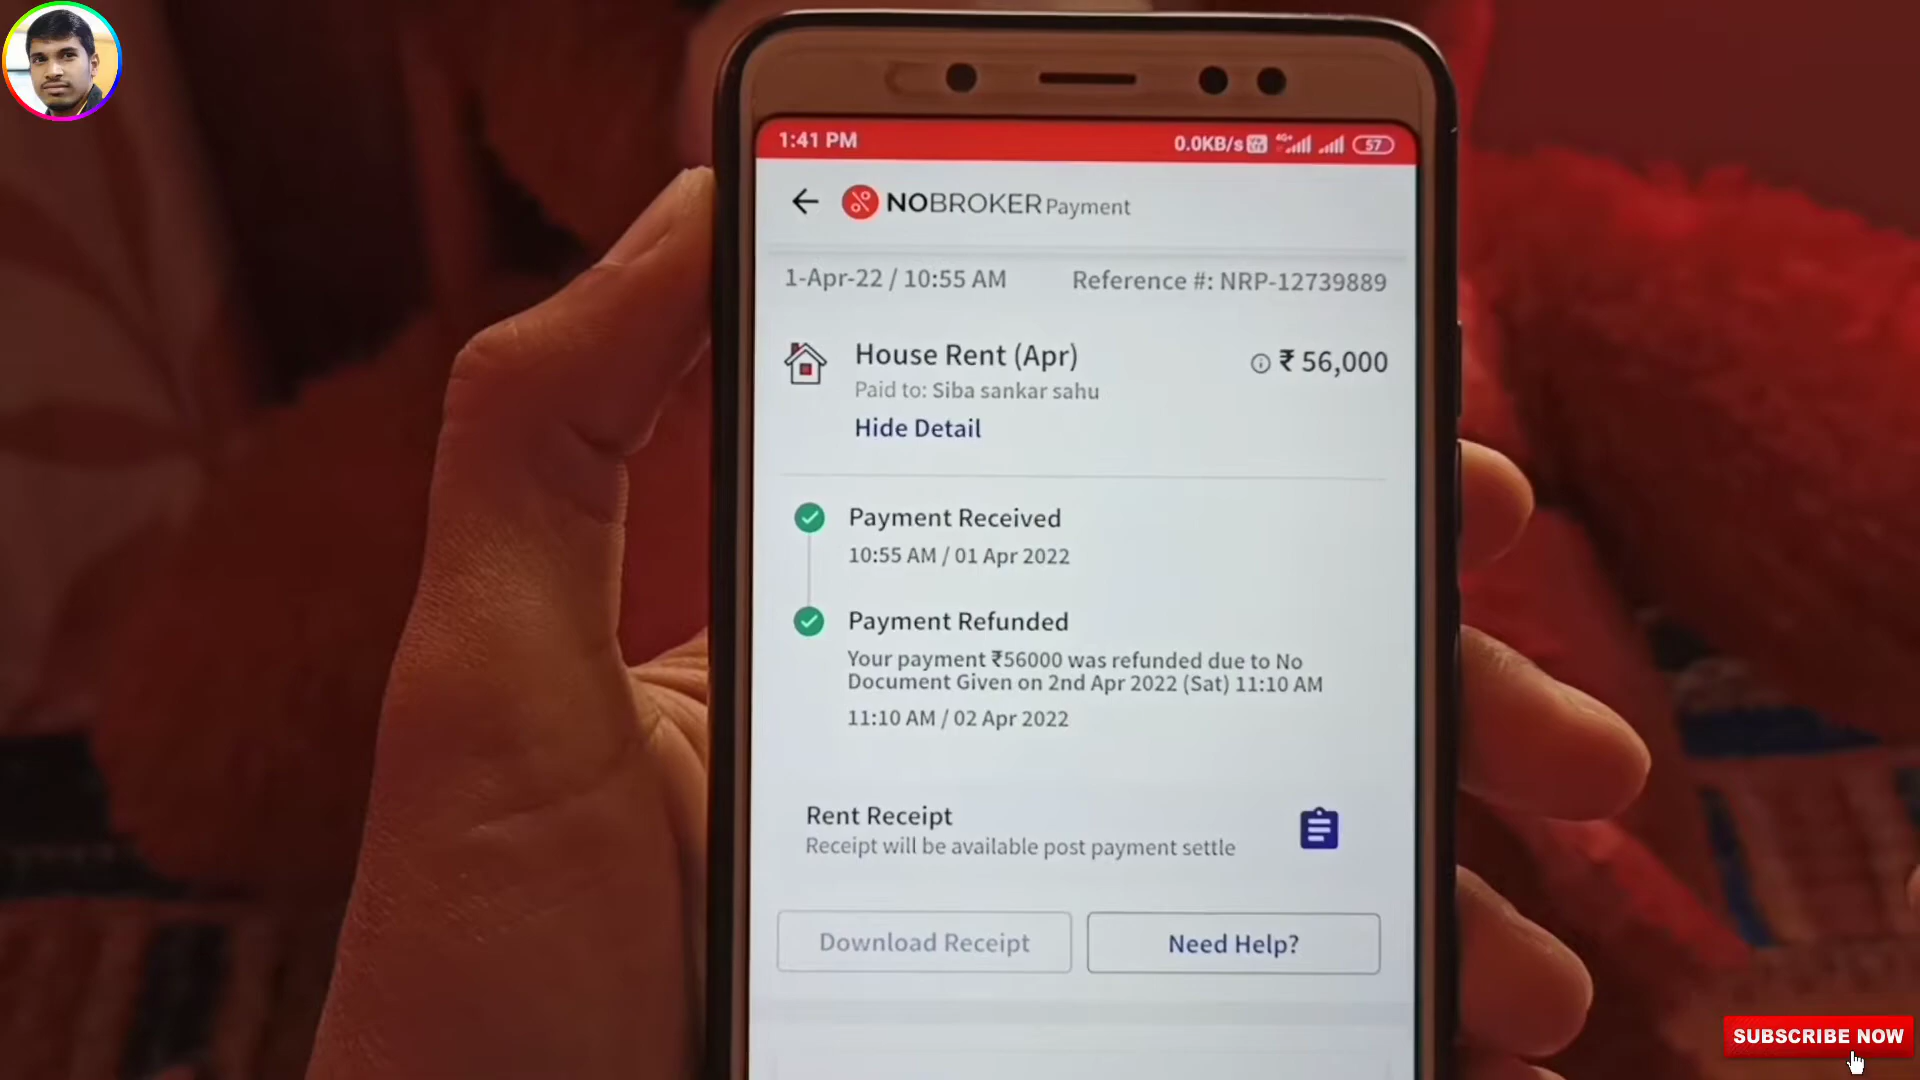 1:41 PM
0.0KB/s 4G+ 57
NOBROKER Payment
1-Apr-22 / 10:55 AM
Reference #: NRP-12739889
House Rent (Apr)
₹ 56,000
Paid to: Siba sankar sahu
Hide Detail
Payment Received
10:55 AM / 01 Apr 2022
Payment Refunded
Your payment ₹56000 was refunded due to No
Document Given on 2nd Apr 2022 (Sat) 11:10 AM
11:10 AM / 02 Apr 2022
Rent Receipt
Receipt will be available post payment settle
Download Receipt
Need Help?
SUBSCRIBE NOW